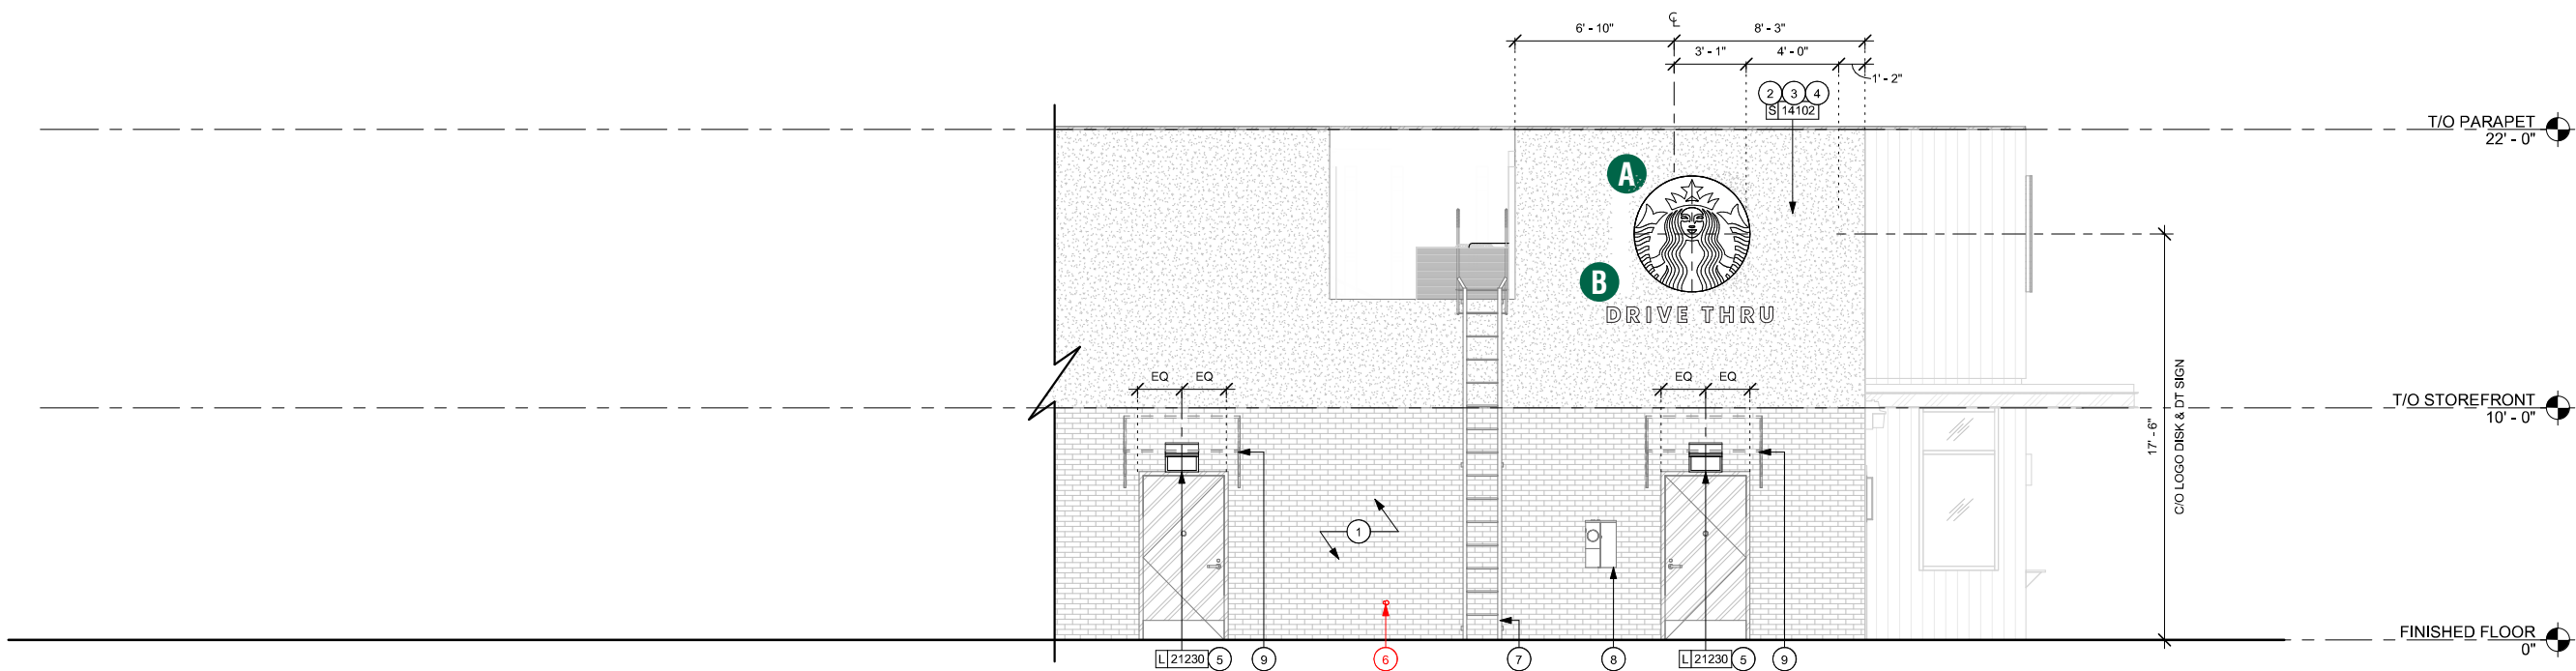 ℄
6' - 10"
8' - 3"
3' - 1"
4' - 0"
1' - 2"
2 3 4
S 14102
T/O PARAPET
22' - 0"
A
B
DRIVE THRU
EQ EQ
EQ EQ
T/O STOREFRONT
10' - 0"
17' - 6"
C/O LOGO DISK & DT SIGN
1
FINISHED FLOOR
0"
L 21230 5
9
6
7
8
L 21230 5
9